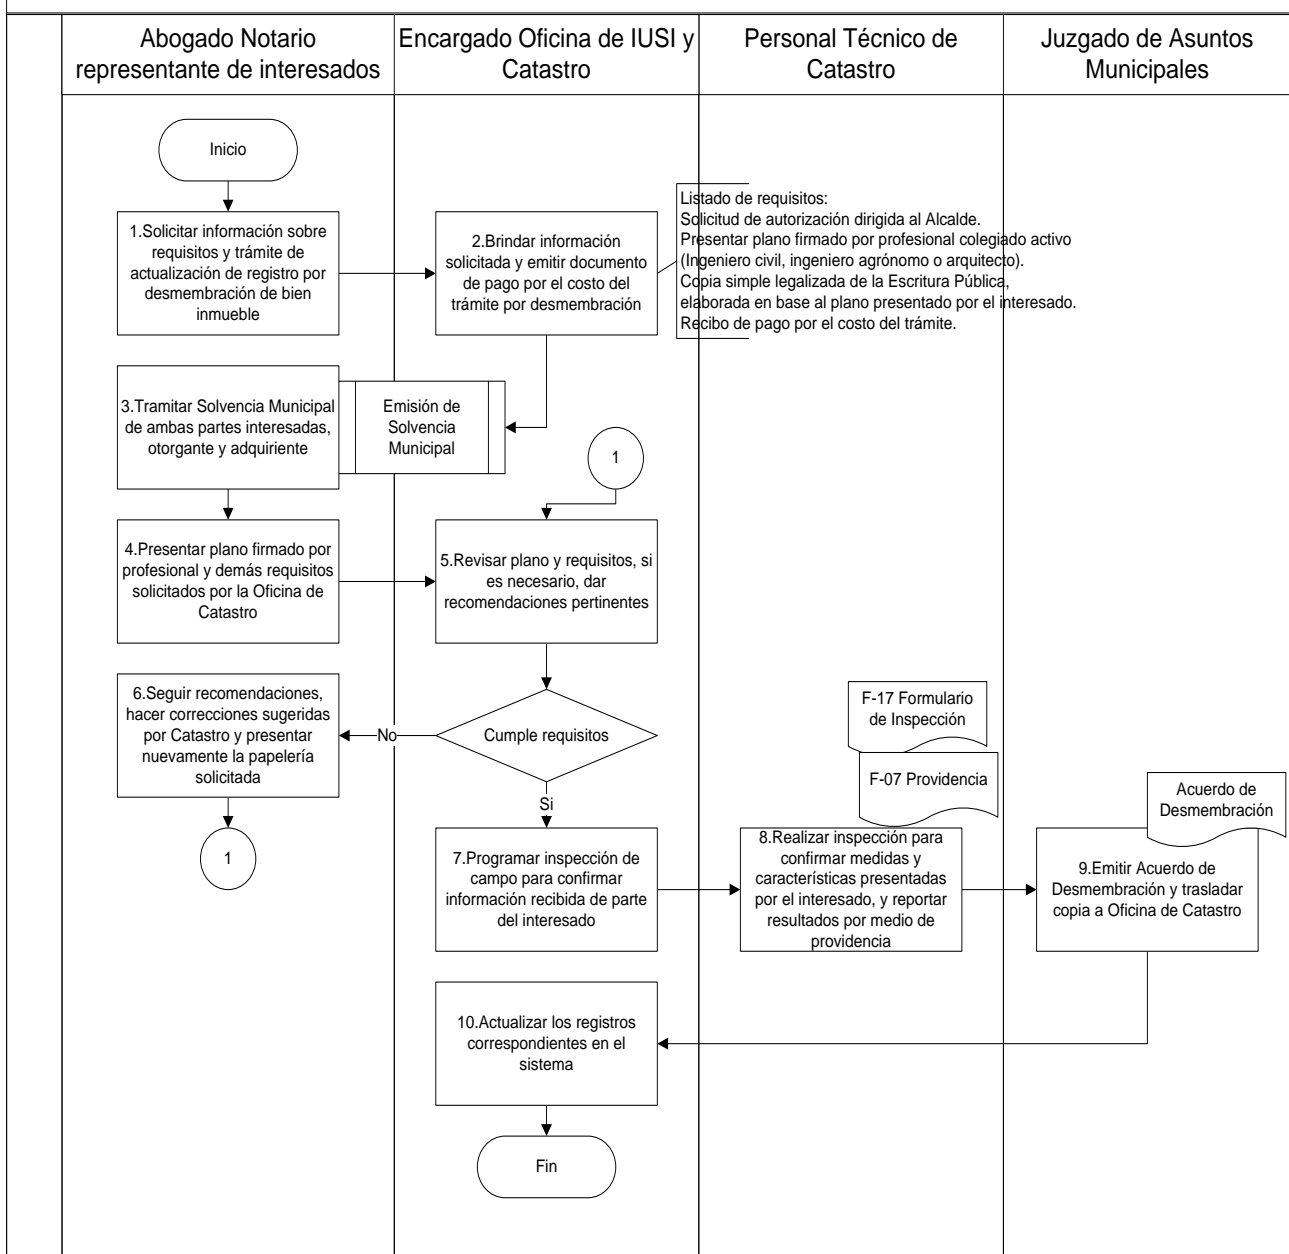 Abogado Notario
representante de interesados
Encargado Oficina de IUSI y
Catastro
Personal Técnico de
Catastro
Juzgado de Asuntos
Municipales
Inicio
1.Solicitar información sobre
requisitos y trámite de
actualización de registro por
desmembración de bien
inmueble
2.Brindar información
solicitada y emitir documento
de pago por el costo del
trámite por desmembración
Listado de requisitos:
Solicitud de autorización dirigida al Alcalde.
Presentar plano firmado por profesional colegiado activo
(Ingeniero civil, ingeniero agrónomo o arquitecto).
Copia simple legalizada de la Escritura Pública,
elaborada en base al plano presentado por el interesado.
Recibo de pago por el costo del trámite.
3.Tramitar Solvencia Municipal
de ambas partes interesadas,
otorgante y adquiriente
Emisión de
Solvencia
Municipal
1
4.Presentar plano firmado por
profesional y demás requisitos
solicitados por la Oficina de
Catastro
5.Revisar plano y requisitos, si
es necesario, dar
recomendaciones pertinentes
6.Seguir recomendaciones,
hacer correcciones sugeridas
por Catastro y presentar
nuevamente la papelería
solicitada
No
Cumple requisitos
Si
1
7.Programar inspección de
campo para confirmar
información recibida de parte
del interesado
F-17 Formulario
de Inspección
F-07 Providencia
8.Realizar inspección para
confirmar medidas y
características presentadas
por el interesado, y reportar
resultados por medio de
providencia
Acuerdo de
Desmembración
9.Emitir Acuerdo de
Desmembración y trasladar
copia a Oficina de Catastro
10.Actualizar los registros
correspondientes en el
sistema
Fin